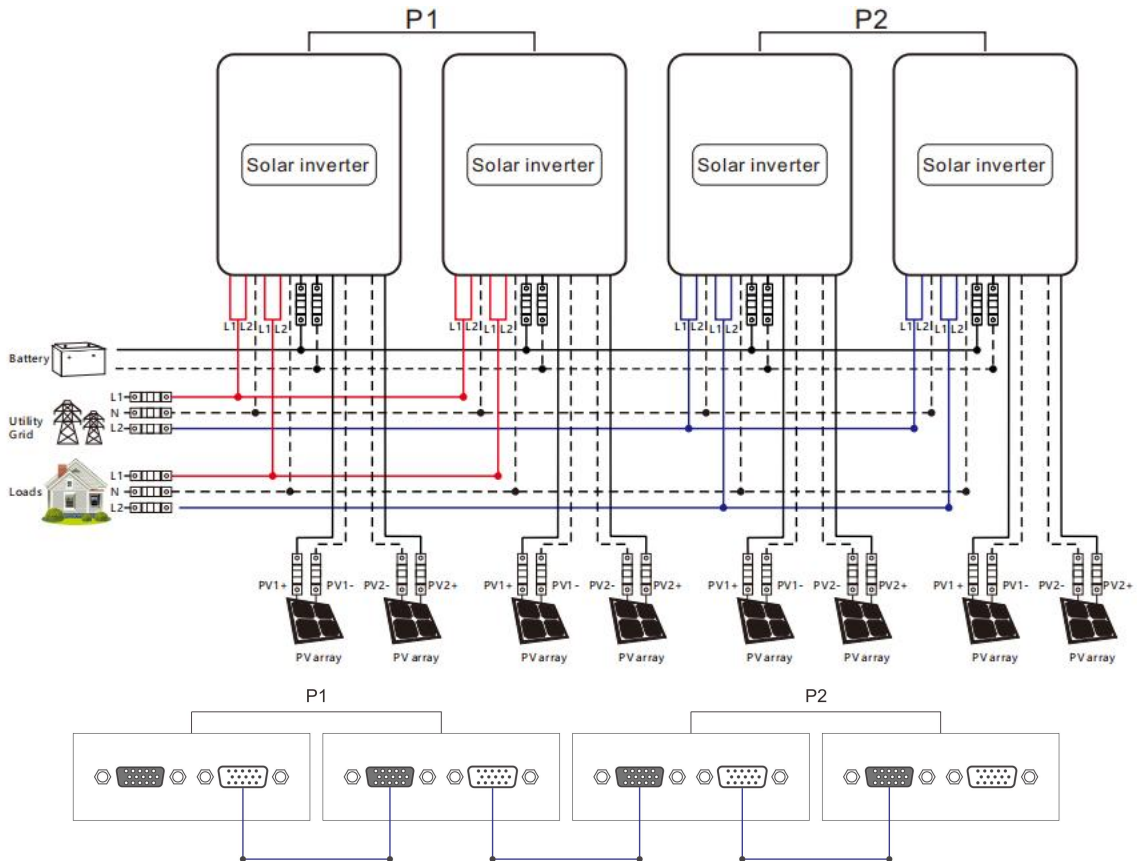 P1 P2
Solar inverter Solar inverter Solar inverter Solar inverter
L1 L2 L1 L2 L1 L2 L1 L2 L1 L2 L1 L2 L1 L2 L1 L2
Battery
L1
Utility N
Grid L2
L1
Loads N
L2
PV1+ PV1- PV2- PV2+ PV1+ PV1- PV2- PV2+ PV1+ PV1- PV2- PV2+ PV1+ PV1- PV2- PV2+
PV array PV array PV array PV array PV array PV array PV array PV array
P1 P2